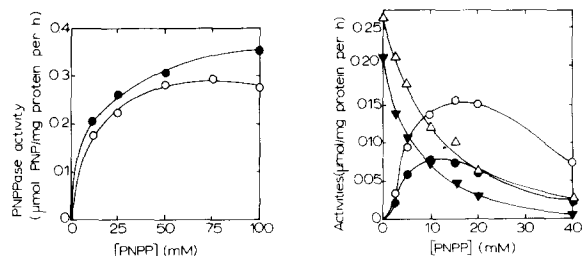 PNPPase activity
(μmol PNP/mg protein per h)
0.4
0.3
0.2
0.1
0
0 25 50 75 100
[PNPP] (mM)
Activities(μmol/mg protein per h)
0.25
0.20
0.15
0.10
0.05
0
0 10 20 30 40
[PNPP] (mM)